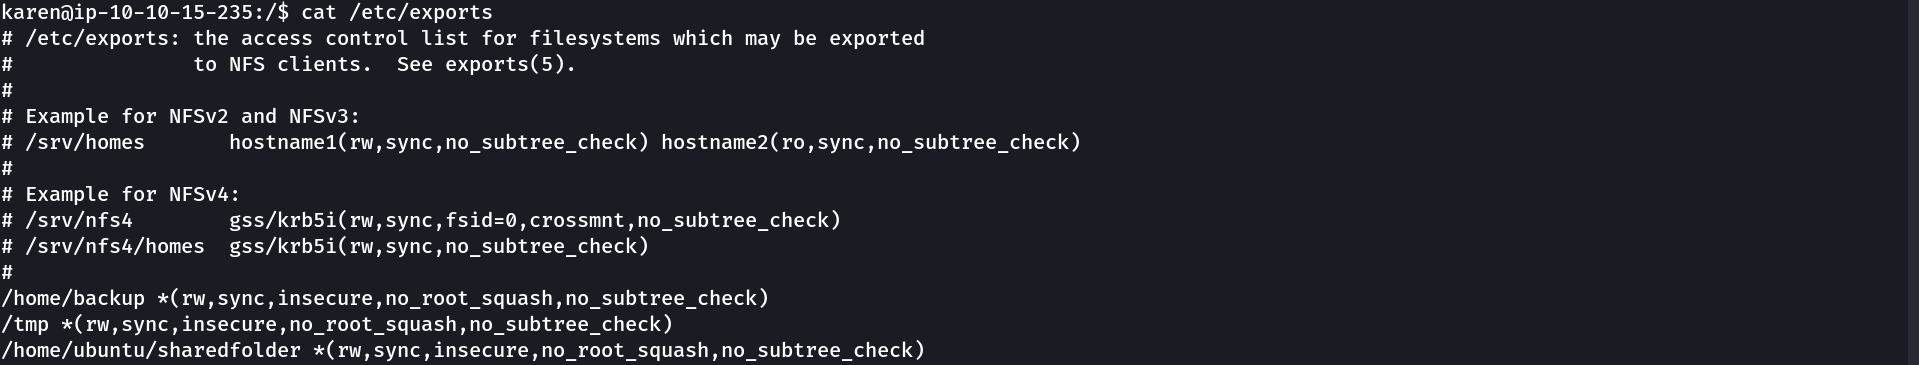 karen@ip-10-10-15-235:/$ cat /etc/exports
# /etc/exports: the access control list for filesystems which may be exported
#               to NFS clients.  See exports(5).
#
# Example for NFSv2 and NFSv3:
# /srv/homes       hostname1(rw,sync,no_subtree_check) hostname2(ro,sync,no_subtree_check)
#
# Example for NFSv4:
# /srv/nfs4        gss/krb5i(rw,sync,fsid=0,crossmnt,no_subtree_check)
# /srv/nfs4/homes  gss/krb5i(rw,sync,no_subtree_check)
#
/home/backup *(rw,sync,insecure,no_root_squash,no_subtree_check)
/tmp *(rw,sync,insecure,no_root_squash,no_subtree_check)
/home/ubuntu/sharedfolder *(rw,sync,insecure,no_root_squash,no_subtree_check)